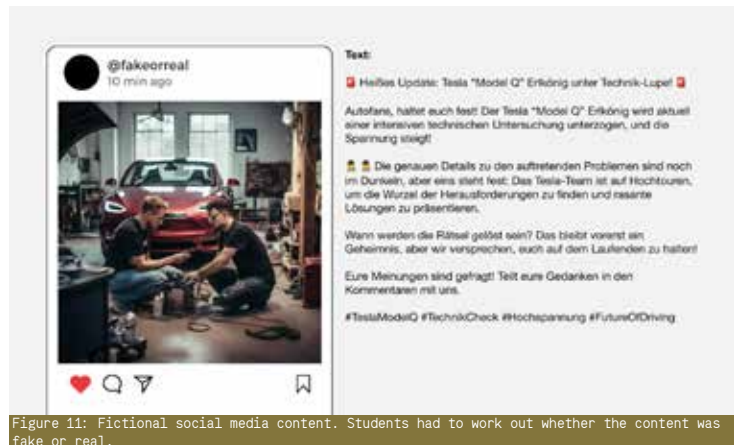 @fakeorreal
10 min ago
Text:
🚨 Heißes Update: Tesla "Model Q" Erlkönig unter Technik-Lupe! 🚨
Autofans, haltet euch fest! Der Tesla "Model Q" Erlkönig wird aktuell
einer intensiven technischen Untersuchung unterzogen, und die
Spannung steigt!
Die genauen Details zu den auftretenden Problemen sind noch
im Dunkeln, aber eins steht fest: Das Tesla-Team ist auf Hochtouren,
um die Wurzel der Herausforderungen zu finden und rasante
Lösungen zu präsentieren.
Wann werden die Rätsel gelöst sein? Das bleibt vorerst ein
Geheimnis, aber wir versprechen, euch auf dem Laufenden zu halten!
Eure Meinungen sind gefragt! Teilt eure Gedanken in den
Kommentaren mit uns.
#TeslaModelQ #TechnikCheck #Hochspannung #FutureOfDriving
Figure 11: Fictional social media content. Students had to work out whether the content was
fake or real.